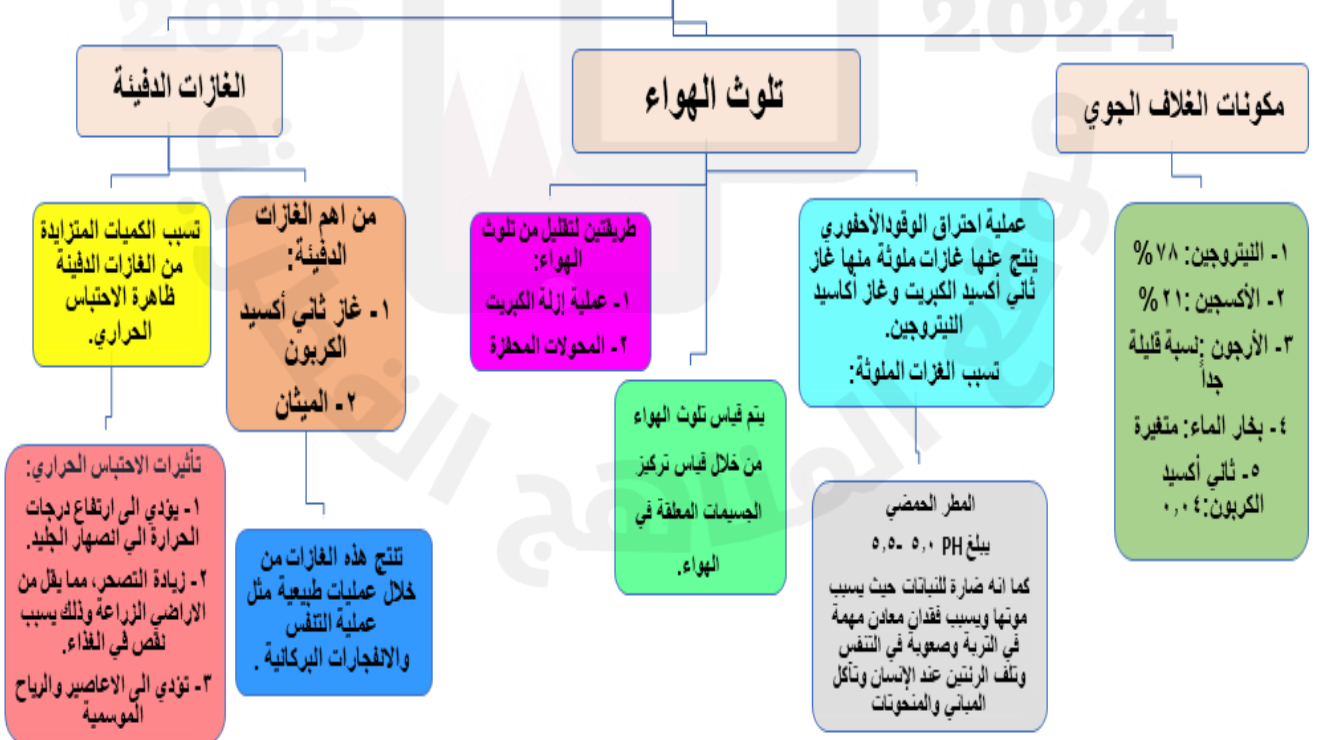 2025
2024
مكونات الغلاف الجوي
١- النيتروجين: ٧٨%
٢- الأكسجين :٢١%
٣- الأرجون :نسبة قليلة
جداً
٤- بخار الماء: متغيرة
٥- ثاني أكسيد
الكربون:٠,٠٤
تلوث الهواء
عملية احتراق الوقودالأحفوري
ينتج عنها غازات ملوثة منها غاز
ثاني أكسيد الكبريت وغاز أكاسيد
النيتروجين.
تسبب الغزات الملوثة:
المطر الحمضي
يبلغ PH ٥,٠ -٥,٥
كما انه ضارة للنباتات حيث يسبب
موتها ويسبب فقدان معادن مهمة
في التربة وصعوبة في التنفس
وتلف الرئتين عند الإنسان وتآكل
المباني والمنحوتات
يتم قياس تلوث الهواء
من خلال قياس تركيز
الجسيمات المعلقة في
الهواء.
طريقتين لتقليل من تلوث
الهواء:
١- عملية إزلة الكبريت
٢- المحولات المحفزة
الغازات الدفيئة
من اهم الغازات
الدفيئة:
١- غاز ثاني أكسيد
الكربون
٢- الميثان
تنتج هذه الغازات من
خلال عمليات طبيعية مثل
عملية التنفس
والانفجارات البركانية .
تسبب الكميات المتزايدة
من الغازات الدفينة
ظاهرة الاحتباس
الحراري.
تأثيرات الاحتباس الحراري:
١- يؤدي الى ارتفاع درجات
الحرارة الي انصهار الجليد.
٢- زيادة التصحر، مما يقل من
الاراضي الزراعة وذلك يسبب
نقص في الغذاء.
٣- تؤدي الى الاعاصير والرياح
الموسمية